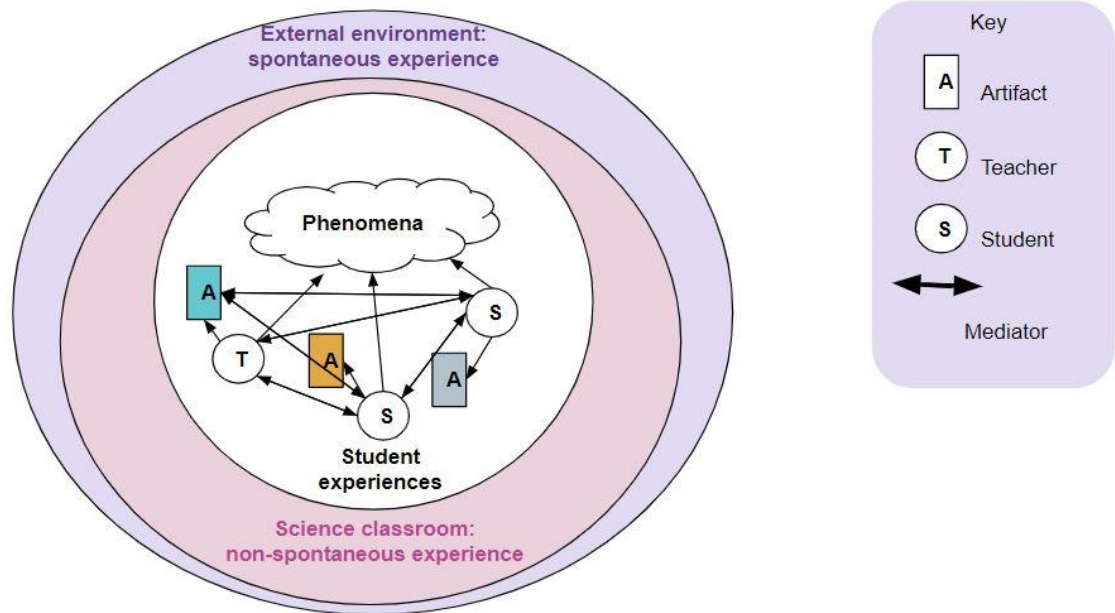 External environment:
spontaneous experience
Phenomena
A
S
T
A
A
S
Student
experiences
Science classroom:
non-spontaneous experience
Key
A
Artifact
T
Teacher
S
Student
Mediator